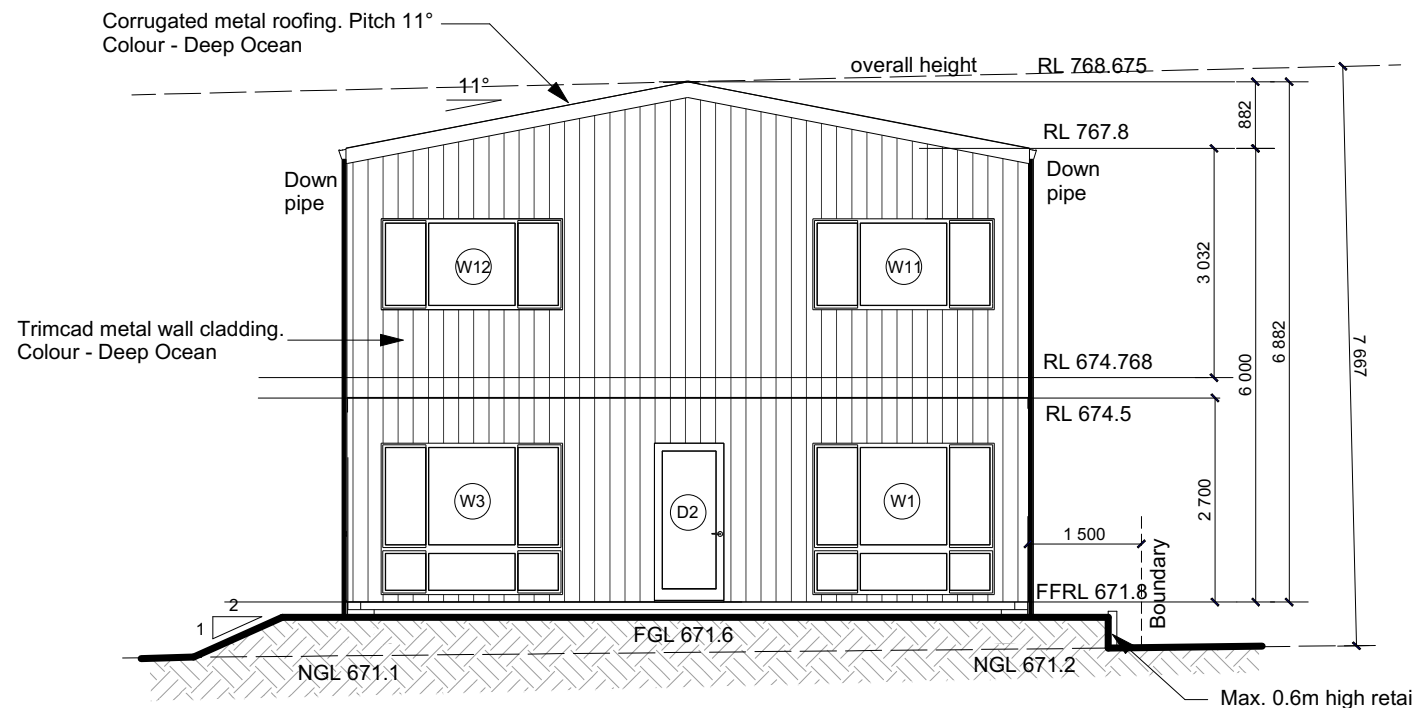 Corrugated metal roofing. Pitch 11°
Colour - Deep Ocean
overall height
RL 768.675
11°
882
RL 767.8
Down
pipe
Down
pipe
W12
W11
3 032
6 882
7 667
Trimcad metal wall cladding.
Colour - Deep Ocean
RL 674.768
6 000
RL 674.5
W3
D2
W1
2 700
1 500
Boundary
FFRL 671.8
2
1
FGL 671.6
NGL 671.1
NGL 671.2
Max. 0.6m high retai